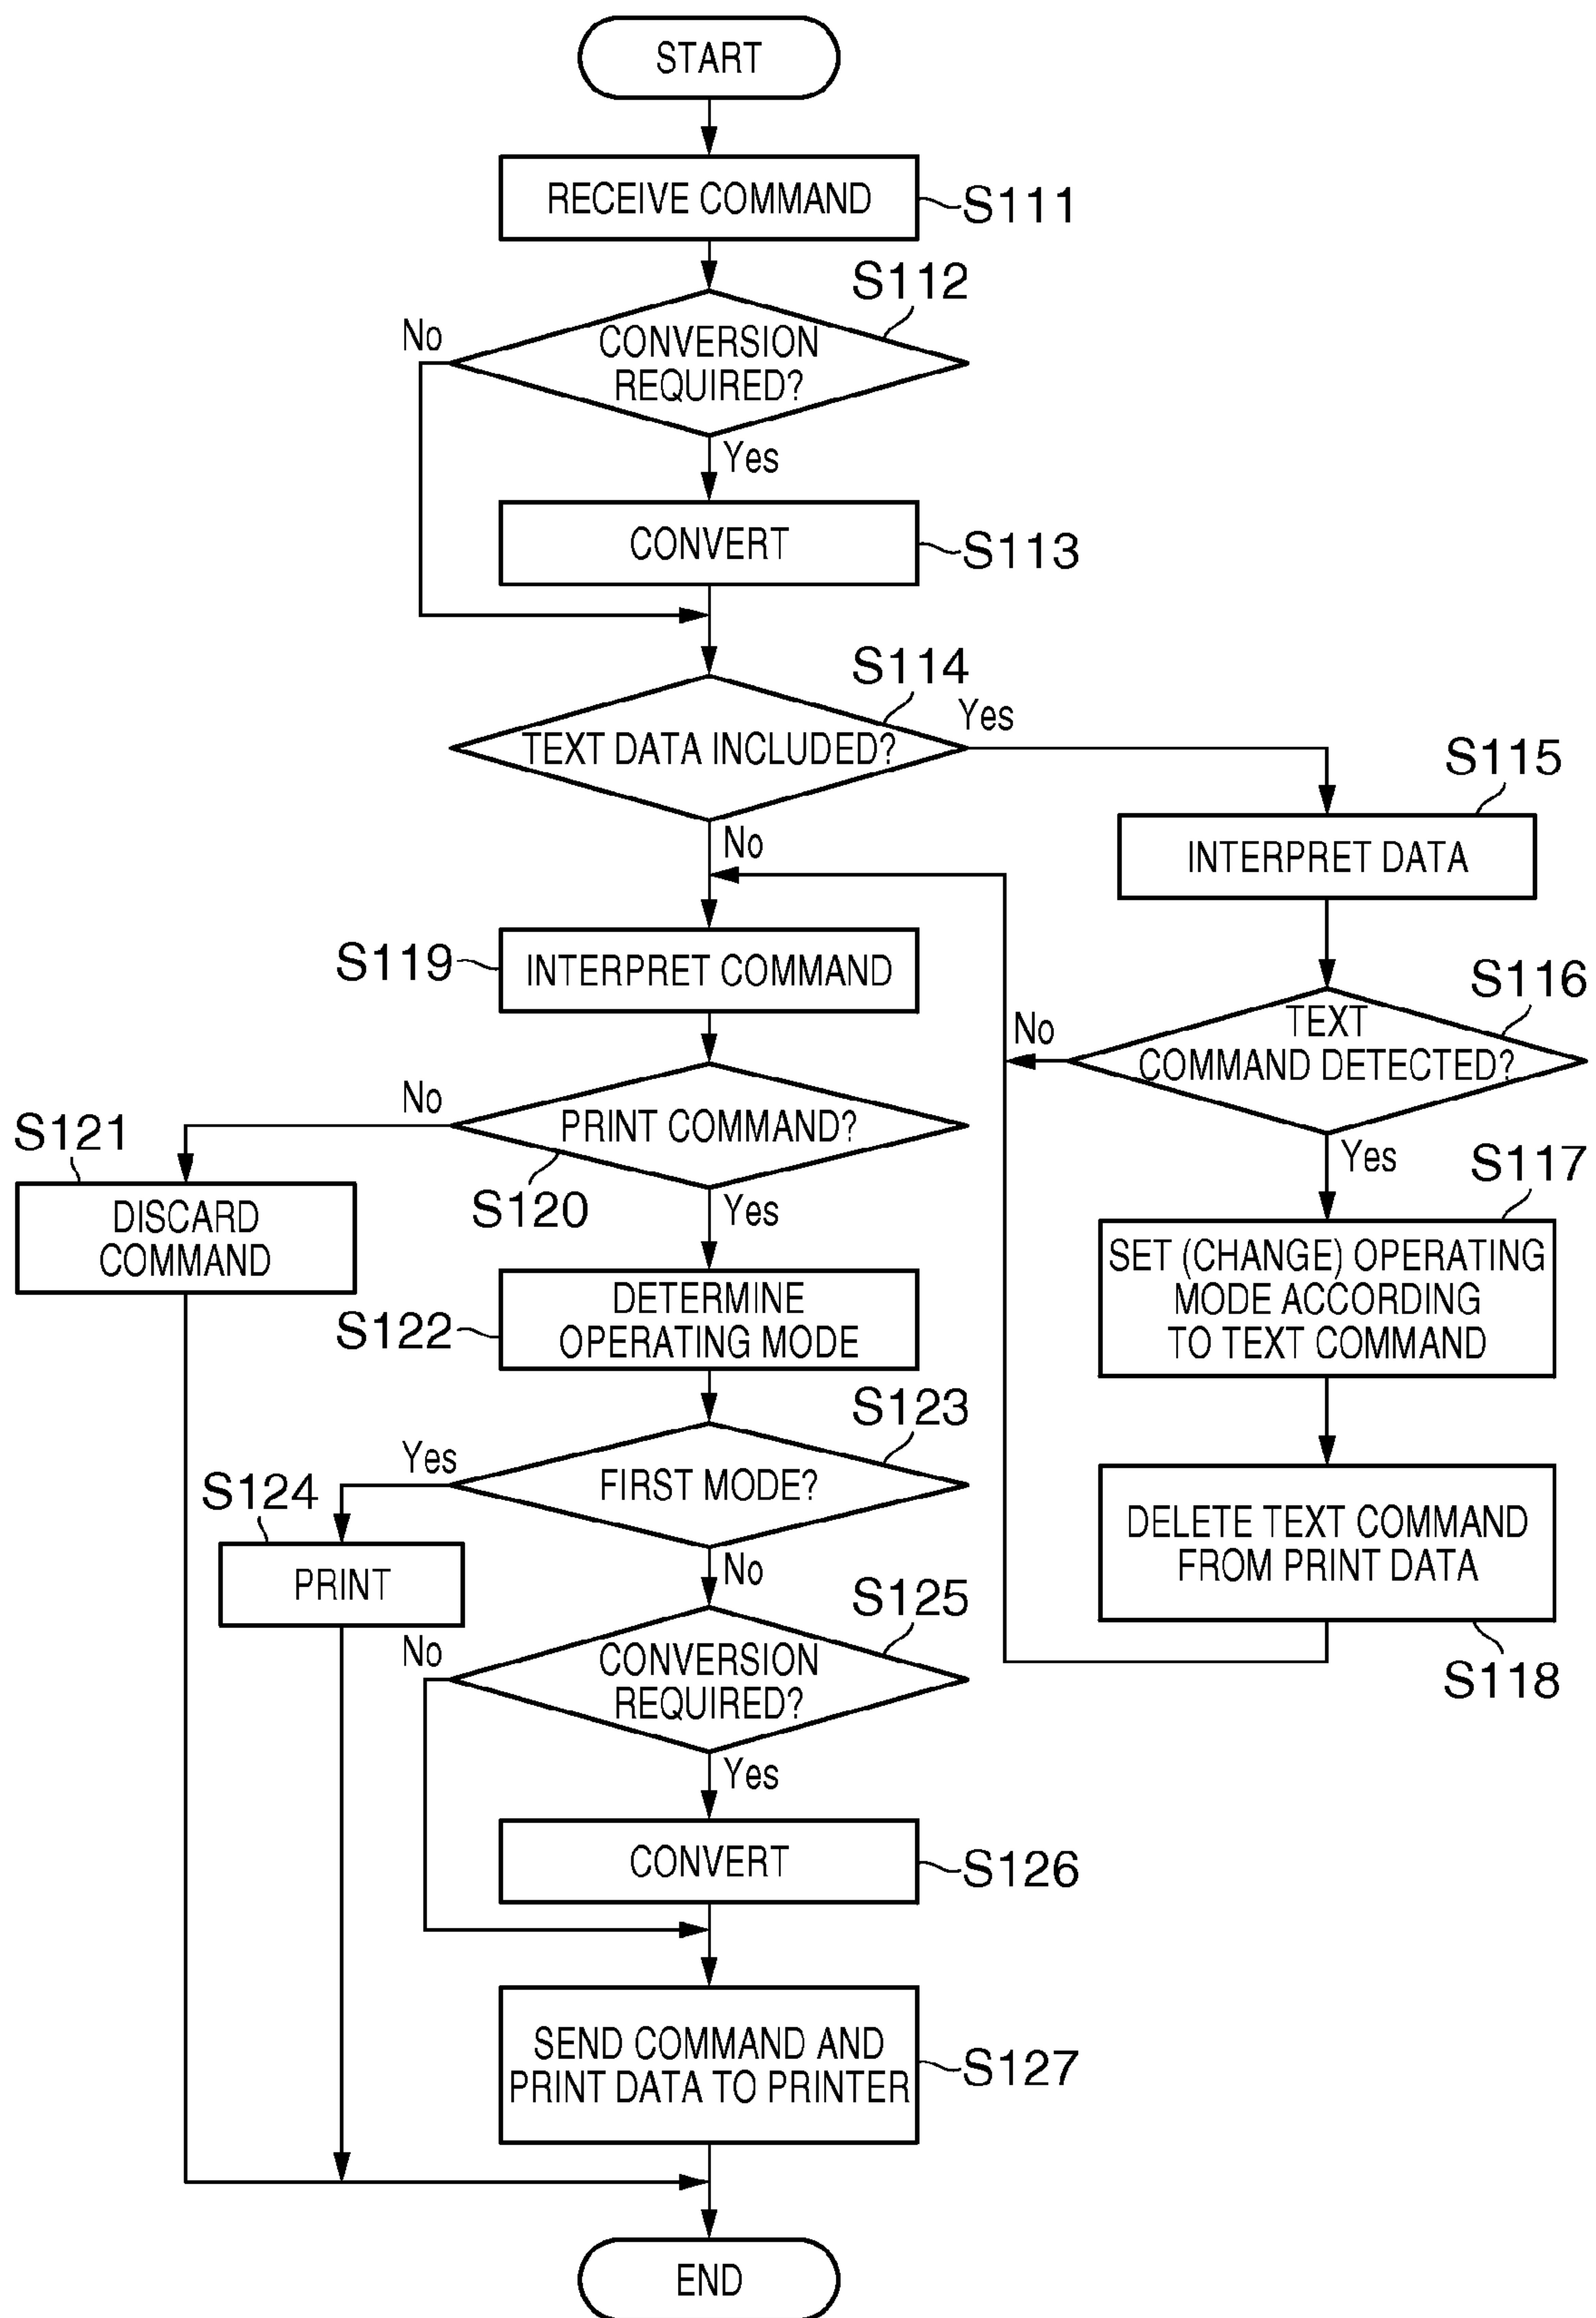 START
RECEIVE COMMAND
S111
S112
No
CONVERSION
REQUIRED?
Yes
CONVERT
S113
S114
Yes
TEXT DATA INCLUDED?
No
S115
INTERPRET DATA
S119
INTERPRET COMMAND
S116
No
TEXT
COMMAND DETECTED?
Yes
No
PRINT COMMAND?
S120
Yes
S121
DISCARD
COMMAND
S117
SET (CHANGE) OPERATING
MODE ACCORDING
TO TEXT COMMAND
S122
DETERMINE
OPERATING MODE
S123
Yes
FIRST MODE?
No
S124
PRINT
DELETE TEXT COMMAND
FROM PRINT DATA
S118
S125
No
CONVERSION
REQUIRED?
Yes
CONVERT
S126
SEND COMMAND AND
PRINT DATA TO PRINTER
S127
END